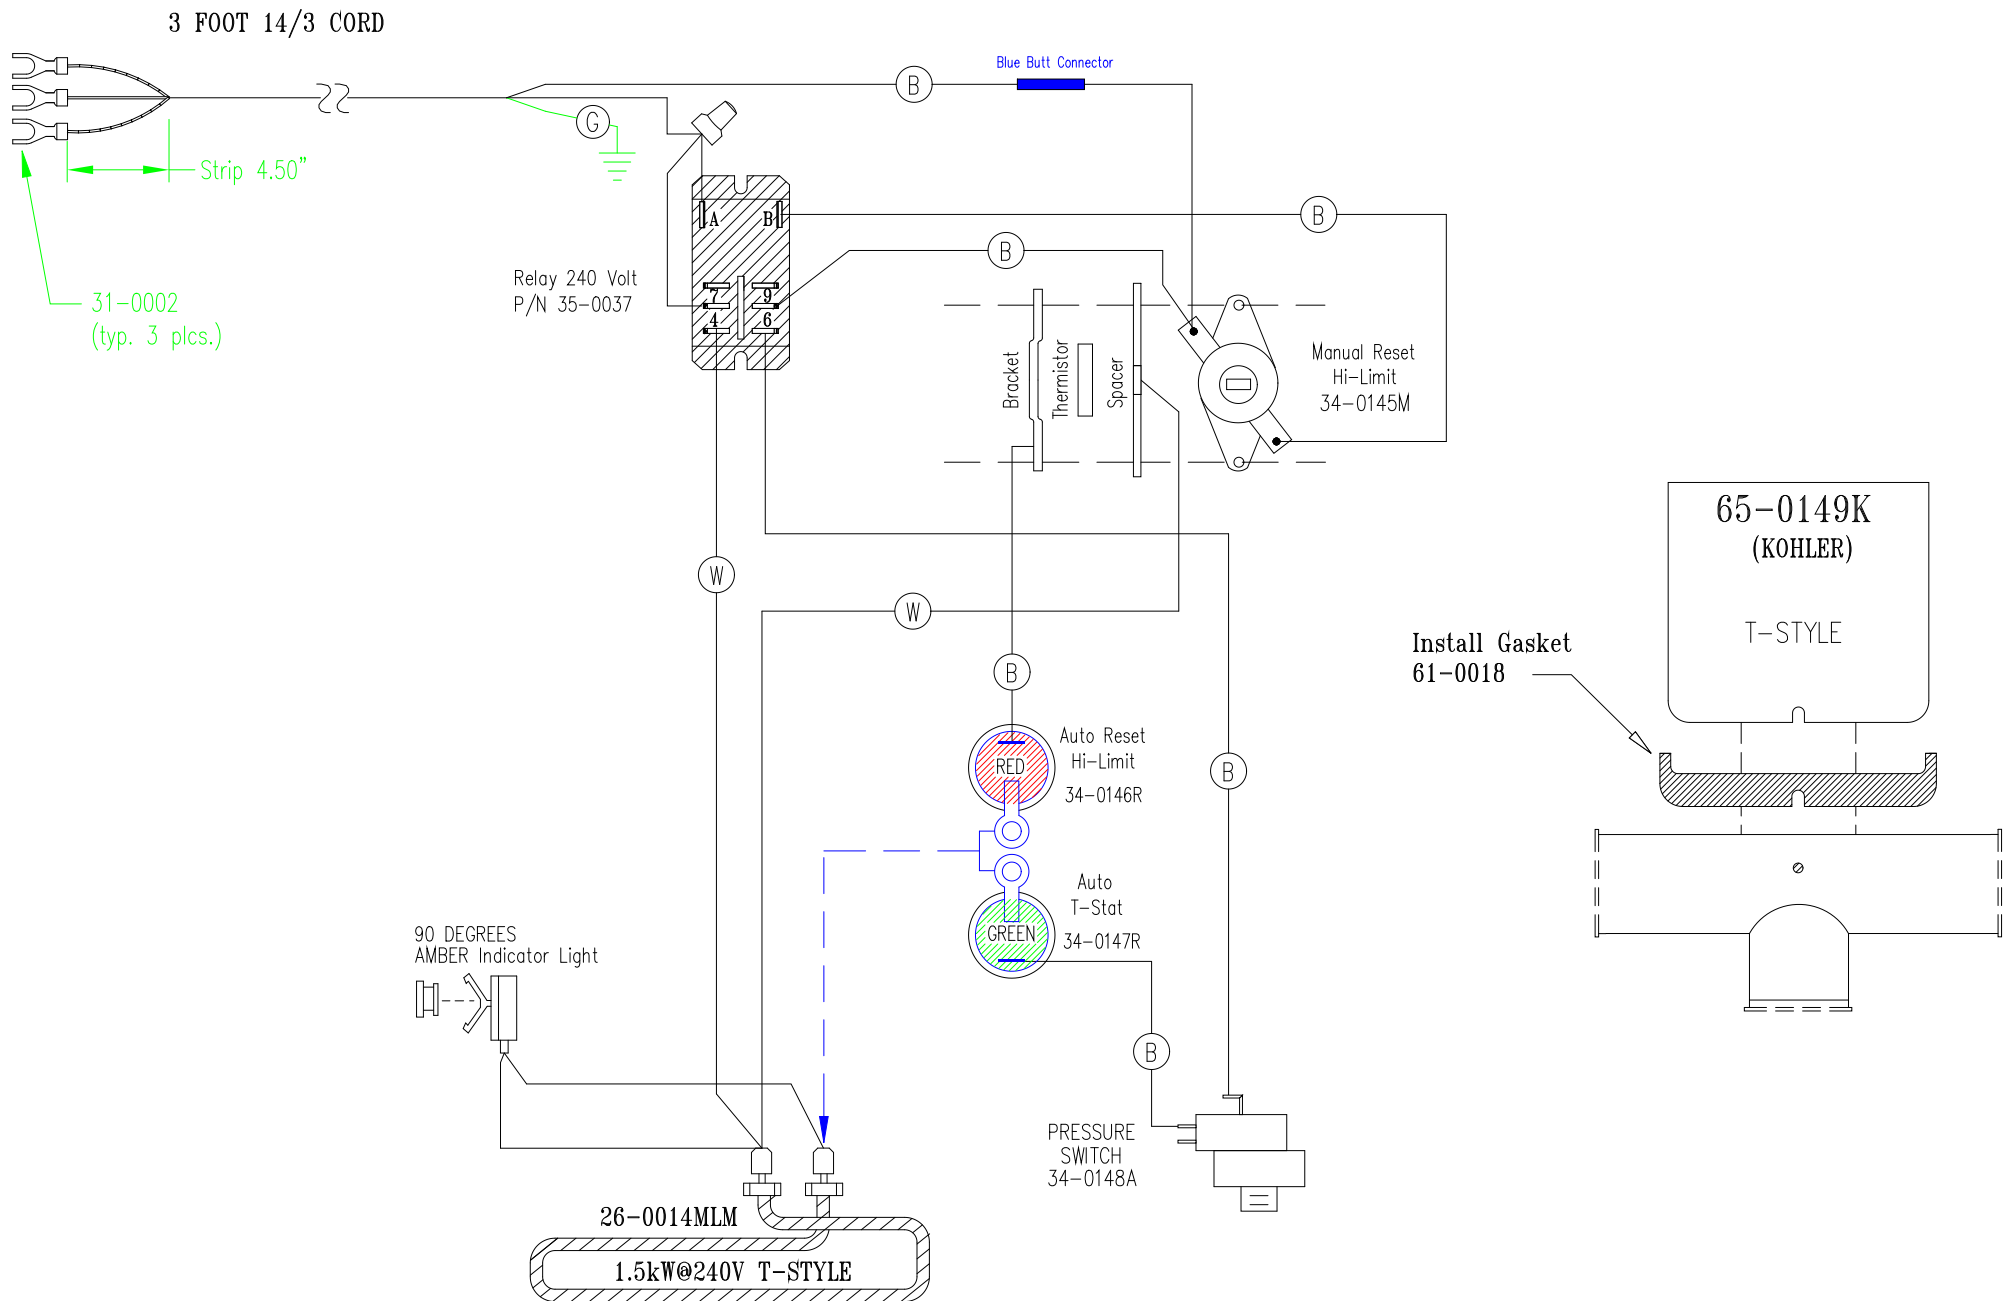 3 FOOT 14/3 CORD
Blue Butt Connector
B
G
Strip 4.50"
A
B
B
B
Relay 240 Volt
P/N 35-0037
7
9
4
6
31-0002
(typ. 3 plcs.)
Bracket
Thermistor
Spacer
Manual Reset
Hi-Limit
34-0145M
65-0149K
(KOHLER)
T-STYLE
Install Gasket
61-0018
W
W
B
B
Auto Reset
Hi-Limit
34-0146R
RED
Auto
T-Stat
34-0147R
GREEN
90 DEGREES
AMBER Indicator Light
B
PRESSURE
SWITCH
34-0148A
26-0014MLM
1.5kW@240V T-STYLE